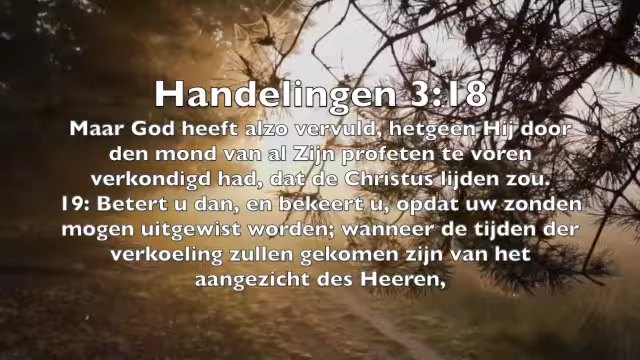 Handelingen 3:18
Maar God heeft alzo vervuld, hetgeen Hij door
den mond van al Zijn profeten te voren
verkondigd had, dat de Christus lijden zou.
19: Betert u dan, en bekeert u, opdat uw zonden
mogen uitgewist worden; wanneer de tijden der
verkoeling zullen gekomen zijn van het
aangezicht des Heeren,